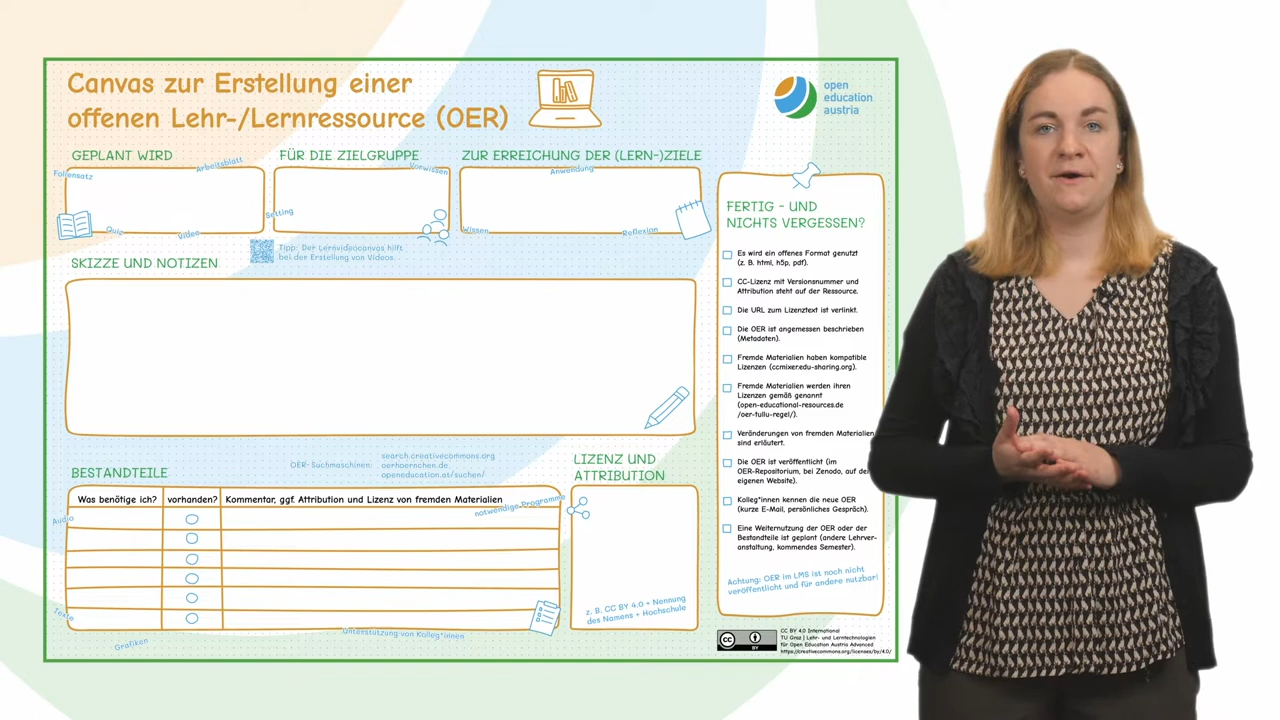 Canvas zur Erstellung einer
offenen Lehr-/Lernressource (OER)
open
education
austria
GEPLANT WIRD
Foliensatz
Arbeitsblatt
Quiz
Video
FÜR DIE ZIELGRUPPE
Vorwissen
Setting
ZUR ERREICHUNG DER (LERN-)ZIELE
Anwendung
Wissen
Reflexion
Tipp: Der Lernvideocanvas hilft
bei der Erstellung von Videos.
SKIZZE UND NOTIZEN
BESTANDTEILE
OER-Suchmaschinen:
search.creativecommons.org
oerhoernchen.de
openeducation.at/suchen/
Was benötige ich?
vorhanden?
Kommentar, ggf. Attribution und Lizenz von fremden Materialien
notwendige Programme
Audio
Texte
Grafiken
Unterstützung von Kolleg*innen
LIZENZ UND
ATTRIBUTION
z. B. CC BY 4.0 + Nennung
des Namens + Hochschule
FERTIG - UND
NICHTS VERGESSEN?
Es wird ein offenes Format genutzt
(z. B. html, h5p, pdf).
CC-Lizenz mit Versionsnummer und
Attribution steht auf der Ressource.
Die URL zum Lizenztext ist verlinkt.
Die OER ist angemessen beschrieben
(Metadaten).
Fremde Materialien haben kompatible
Lizenzen (ccmixer.edu-sharing.org).
Fremde Materialien werden ihren
Lizenzen gemäß genannt
(open-educational-resources.de
/oer-tullu-regel/).
Veränderungen von fremden Materialien
sind erläutert.
Die OER ist veröffentlicht (im
OER-Repositorium, bei Zenodo, auf der
eigenen Website).
Kolleg*innen kennen die neue OER
(kurze E-Mail, persönliches Gespräch).
Eine Weiternutzung der OER oder der
Bestandteile ist geplant (andere Lehrver-
anstaltung, kommendes Semester).
Achtung: OER im LMS ist noch nicht
veröffentlicht und für andere nutzbar!
CC
BY
CC BY 4.0 International
TU Graz | Lehr- und Lerntechnologien
für Open Education Austria Advanced
https://creativecommons.org/licenses/by/4.0/